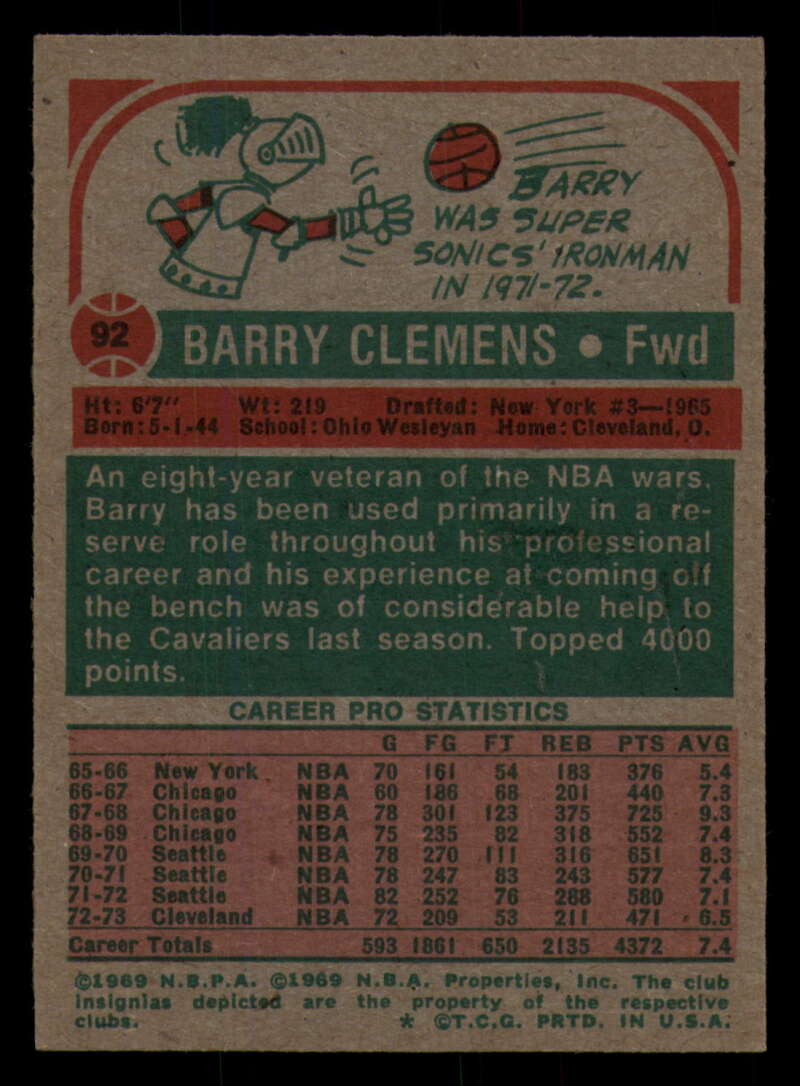 BARRY
WAS SUPER
SONICS' IRONMAN
IN 1971-72.
92 BARRY CLEMENS • Fwd
Ht: 6'7" Wt: 219 Drafted: New York #3—1965
Born: 5-1-44 School: Ohio Wesleyan Home: Cleveland, O.
An eight-year veteran of the NBA wars,
Barry has been used primarily in a re-
serve role throughout his professional
career and his experience at coming off
the bench was of considerable help to
the Cavaliers last season. Topped 4000
points.
CAREER PRO STATISTICS
G FG FT REB PTS AVG
65-66 New York NBA 70 161 54 183 376 5.4
66-67 Chicago NBA 60 186 68 201 440 7.3
67-68 Chicago NBA 78 301 123 375 725 9.3
68-69 Chicago NBA 75 235 82 318 552 7.4
69-70 Seattle NBA 78 270 111 316 651 8.3
70-71 Seattle NBA 78 247 83 243 577 7.4
71-72 Seattle NBA 82 252 76 288 580 7.1
72-73 Cleveland NBA 72 209 53 211 471 6.5
Career Totals 593 1861 650 2135 4372 7.4
©1969 N.B.P.A. ©1969 N.B.A. Properties, Inc. The club
insignias depicted are the property of the respective
clubs. * ©T.C.G. PRTD. IN U.S.A.